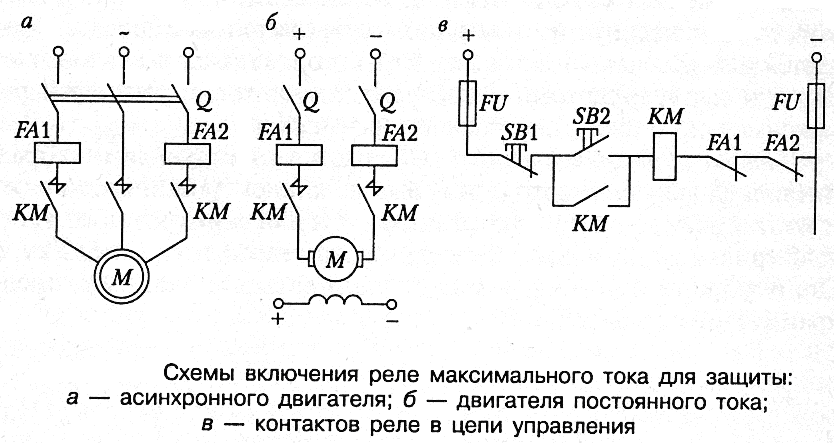 а б в
~ + − + −
Q Q FU SB1 SB2 KM FU
FA1 FA2 FA1 FA2 FA1 FA2
KM KM KM KM KM
M M
+ −
Схемы включения реле максимального тока для защиты:
а — асинхронного двигателя; б — двигателя постоянного тока;
в — контактов реле в цепи управления